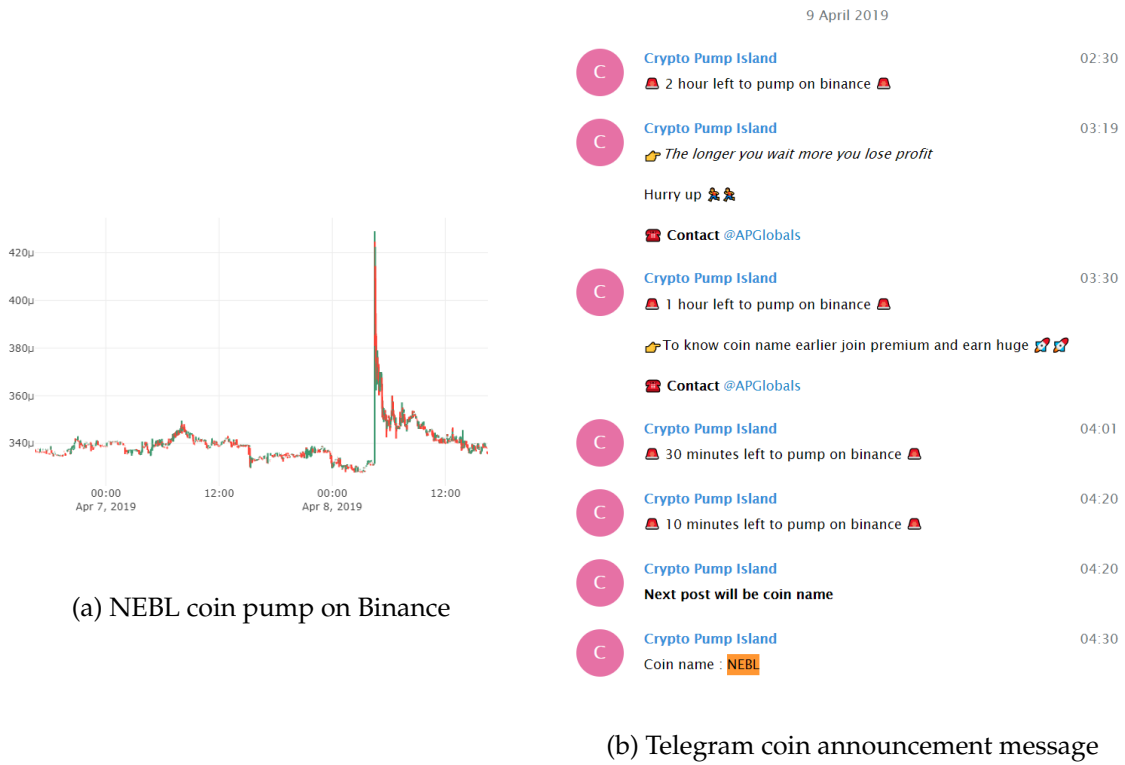 420µ
400µ
380µ
360µ
340µ
00:00
Apr 7, 2019
12:00
00:00
Apr 8, 2019
12:00
(a) NEBL coin pump on Binance
9 April 2019
Crypto Pump Island 02:30
🚨 2 hour left to pump on binance 🚨
Crypto Pump Island 03:19
👉 The longer you wait more you lose profit
Hurry up 🏃🏃
☎️ Contact @APGlobals
Crypto Pump Island 03:30
🚨 1 hour left to pump on binance 🚨
👉 To know coin name earlier join premium and earn huge 🚀 🚀
☎️ Contact @APGlobals
Crypto Pump Island 04:01
🚨 30 minutes left to pump on binance 🚨
Crypto Pump Island 04:20
🚨 10 minutes left to pump on binance 🚨
Crypto Pump Island 04:20
Next post will be coin name
Crypto Pump Island 04:30
Coin name : NEBL
C
C
C
C
C
C
C
(b) Telegram coin announcement message